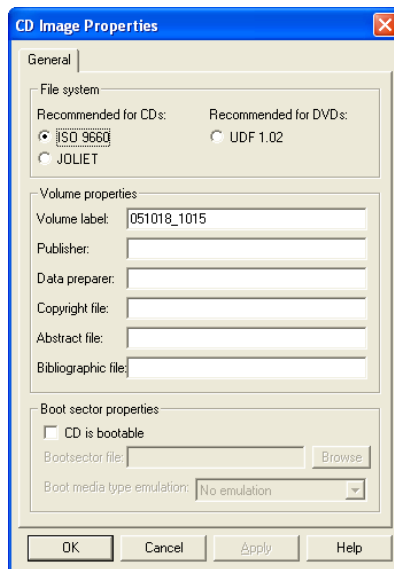 CD Image Properties
General
File system
Recommended for CDs: Recommended for DVDs:
ISO 9660 UDF 1.02
JOLIET
Volume properties
Volume label: 051018_1015
Publisher:
Data preparer:
Copyright file:
Abstract file:
Bibliographic file:
Boot sector properties
CD is bootable
Bootsector file: Browse
Boot media type emulation: No emulation
OK Cancel Apply Help